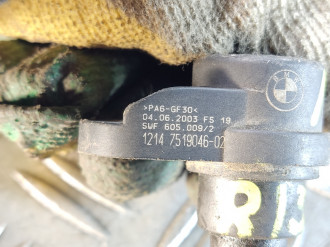 >PA6-GF30<
04.06.2003 FS 19
SWF 605.009/2
1214 7519046-02
BMW